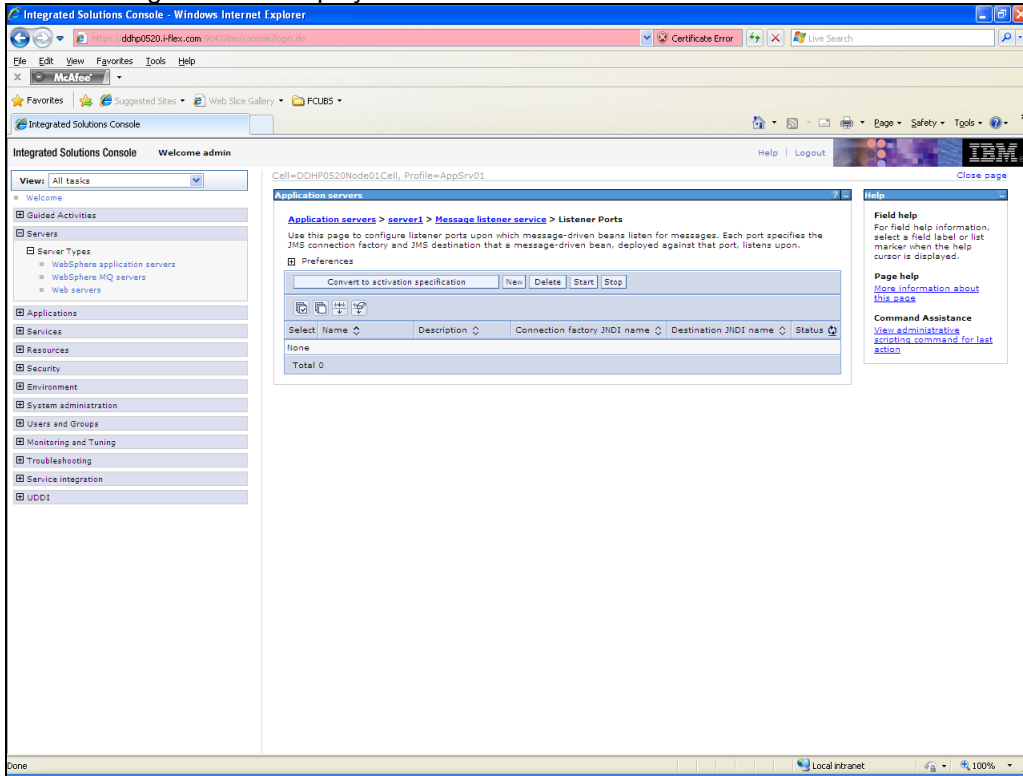 Integrated Solutions Console - Windows Internet Explorer
https://ddhp0520.i-flex.com:9043/ibm/console/login.do Certificate Error Live Search
File Edit View Favorites Tools Help
X McAfee
Favorites Suggested Sites Web Slice Gallery FCUBS
Integrated Solutions Console Page Safety Tools
Integrated Solutions Console Welcome admin Help Logout IBM.
View: All tasks
Welcome
Guided Activities
Servers
Server Types
WebSphere application servers
WebSphere MQ servers
Web servers
Applications
Services
Resources
Security
Environment
System administration
Users and Groups
Monitoring and Tuning
Troubleshooting
Service integration
UDDI
Cell=DDHP0520Node01Cell, Profile=AppSrv01 Close page
Application servers ? -
Application servers > server1 > Message listener service > Listener Ports
Use this page to configure listener ports upon which message-driven beans listen for messages. Each port specifies the
JMS connection factory and JMS destination that a message-driven bean, deployed against that port, listens upon.
Preferences
Convert to activation specification New Delete Start Stop
Select Name Description Connection factory JNDI name Destination JNDI name Status
None
Total 0
Help
Field help
For field help information,
select a field label or list
marker when the help
cursor is displayed.
Page help
More information about
this page
Command Assistance
View administrative
scripting command for last
action
Done Local intranet 100%